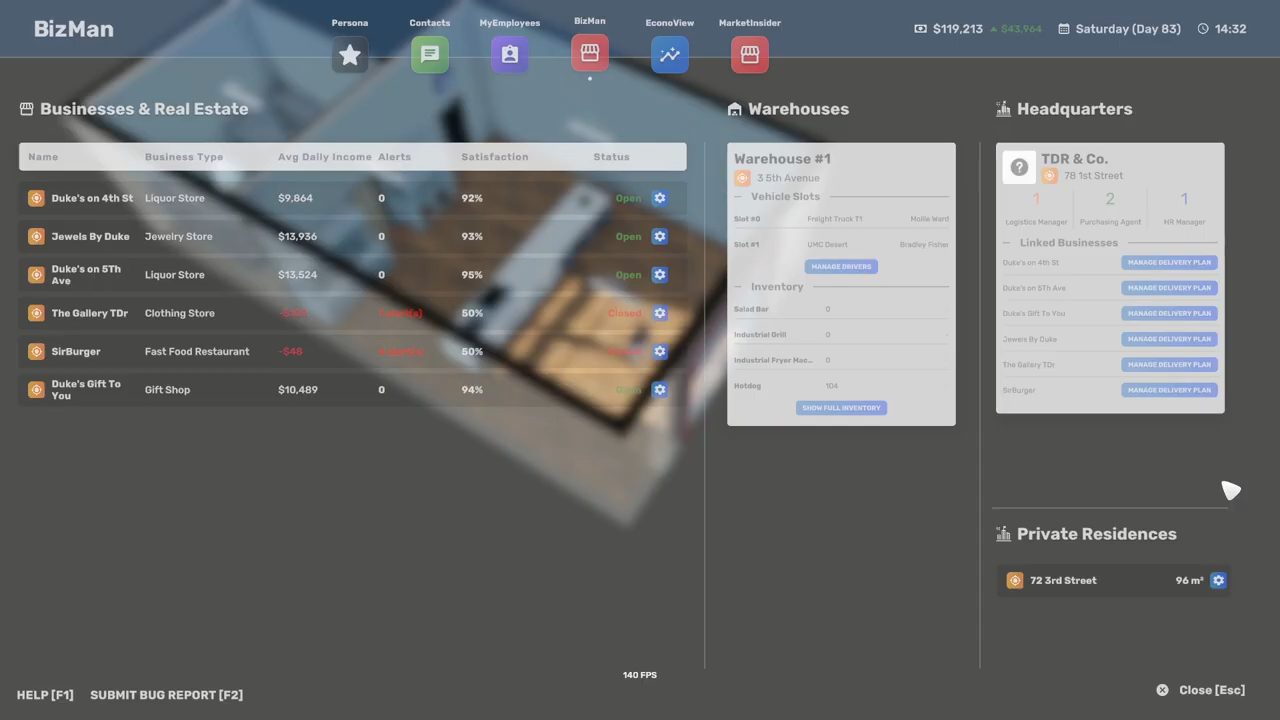 BizMan
Persona
Contacts
MyEmployees
BizMan
EconoView
MarketInsider
$119,213
$43,964
Saturday (Day 83)
14:32
Businesses & Real Estate
Name Business Type Avg Daily Income Alerts Satisfaction Status
Duke's on 4th St Liquor Store $9,864 0 92% Open
Jewels By Duke Jewelry Store $13,936 0 93% Open
Duke's on 5Th
Ave
Liquor Store $13,524 0 95% Open
The Gallery TDr Clothing Store 50% Closed
SirBurger Fast Food Restaurant -$48 50%
Duke's Gift To
You
Gift Shop $10,489 0 94% Open
Warehouses
Warehouse #1
3 5th Avenue
Vehicle Slots
Slot #0 Freight Truck T1 Mollie Ward
Slot #1 UMC Desert Bradley Fisher
MANAGE DRIVERS
Inventory
Salad Bar 0
Industrial Grill 0
Industrial Fryer Mac... 0
Hotdog 104
SHOW FULL INVENTORY
Headquarters
?
TDR & Co.
78 1st Street
1 2 1
Logistics Manager Purchasing Agent HR Manager
Linked Businesses
Duke's on 4th St MANAGE DELIVERY PLAN
Duke's on 5Th Ave MANAGE DELIVERY PLAN
Duke's Gift To You MANAGE DELIVERY PLAN
Jewels By Duke MANAGE DELIVERY PLAN
The Gallery TDr MANAGE DELIVERY PLAN
SirBurger MANAGE DELIVERY PLAN
Private Residences
72 3rd Street 96 m²
140 FPS
HELP [F1] SUBMIT BUG REPORT [F2]
Close [Esc]